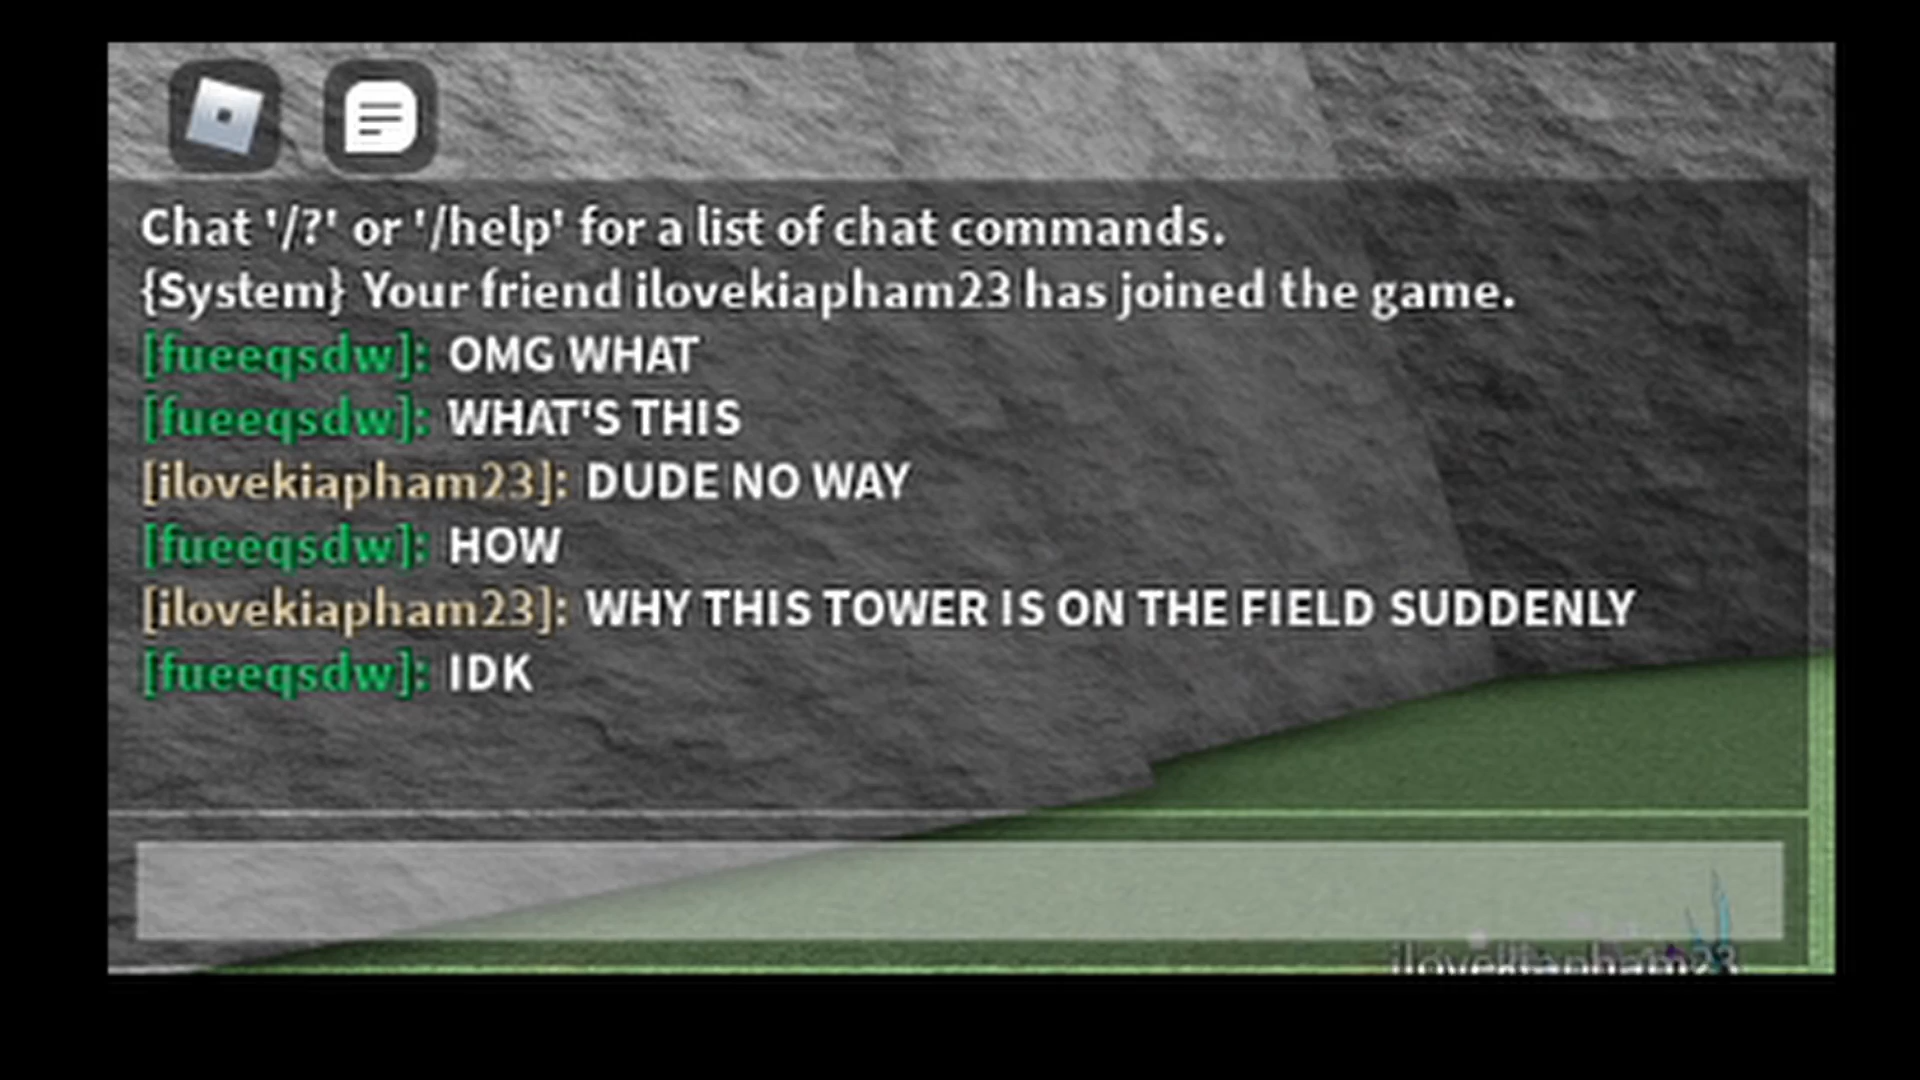 Chat '/?' or '/help' for a list of chat commands.
{System} Your friend ilovekiapham23 has joined the game.
[fueeqsdw]: OMG WHAT
[fueeqsdw]: WHAT'S THIS
[ilovekiapham23]: DUDE NO WAY
[fueeqsdw]: HOW
[ilovekiapham23]: WHY THIS TOWER IS ON THE FIELD SUDDENLY
[fueeqsdw]: IDK
ilovekiapham23